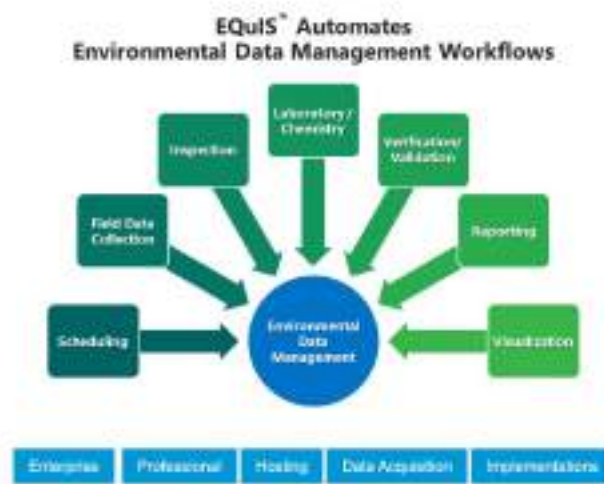 EQuIS™ Automates
Environmental Data Management Workflows
Laboratory /
Chemistry
Inspection
Verification/
Validation
Field Data
Collection
Reporting
Scheduling
Environmental
Data
Management
Visualization
Enterprise
Professional
Hosting
Data Acquistion
Implementations